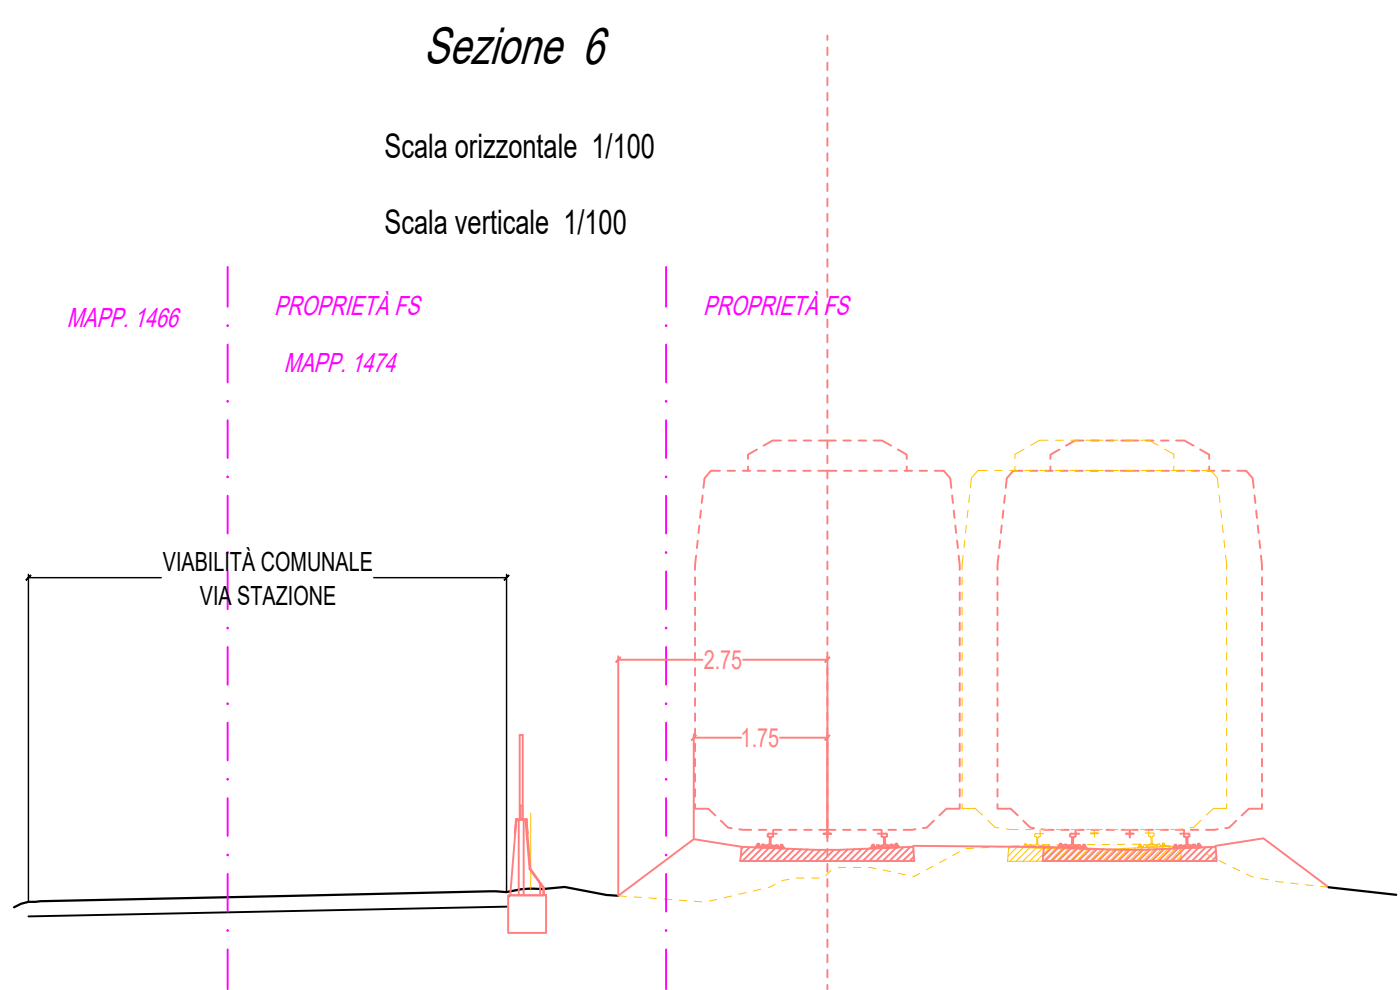 Sezione 6
Scala orizzontale 1/100
Scala verticale 1/100
MAPP. 1466
PROPRIETÀ FS
MAPP. 1474
PROPRIETÀ FS
VIABILITÀ COMUNALE
VIA STAZIONE
2.75
1.75